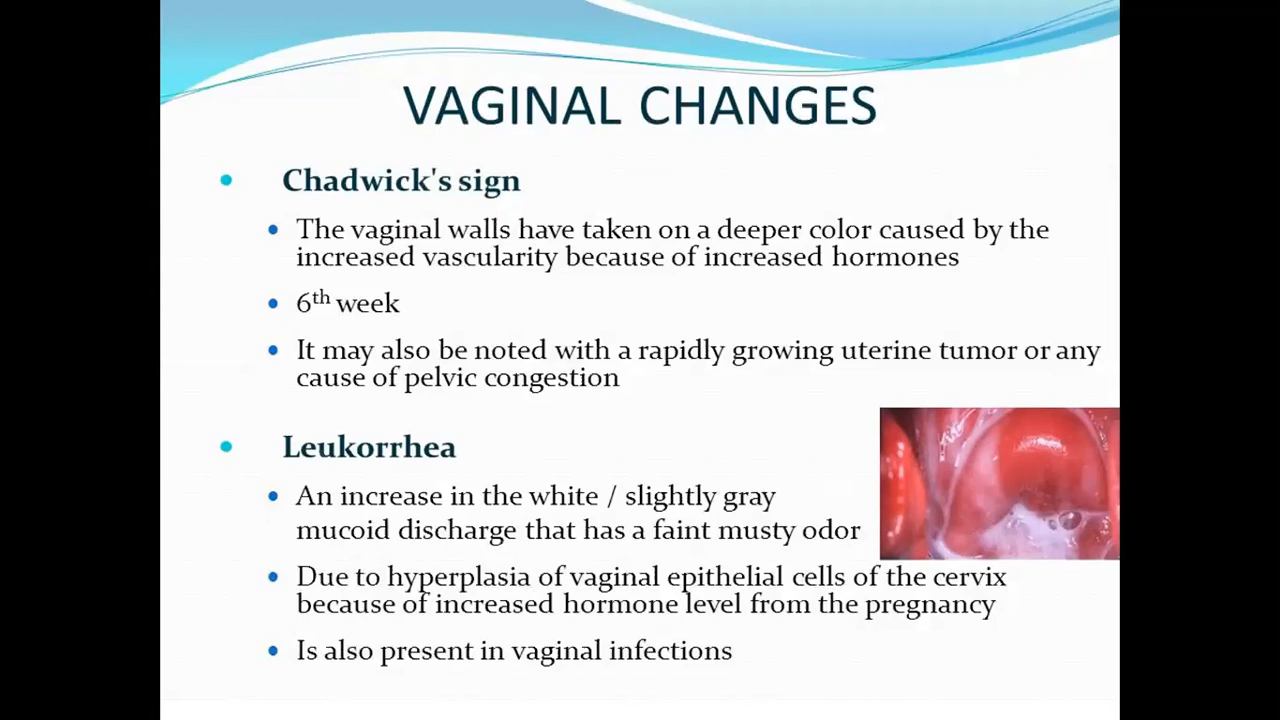 VAGINAL CHANGES
Chadwick's sign
The vaginal walls have taken on a deeper color caused by the
increased vascularity because of increased hormones
6th week
It may also be noted with a rapidly growing uterine tumor or any
cause of pelvic congestion
Leukorrhea
An increase in the white / slightly gray
mucoid discharge that has a faint musty odor
Due to hyperplasia of vaginal epithelial cells of the cervix
because of increased hormone level from the pregnancy
Is also present in vaginal infections